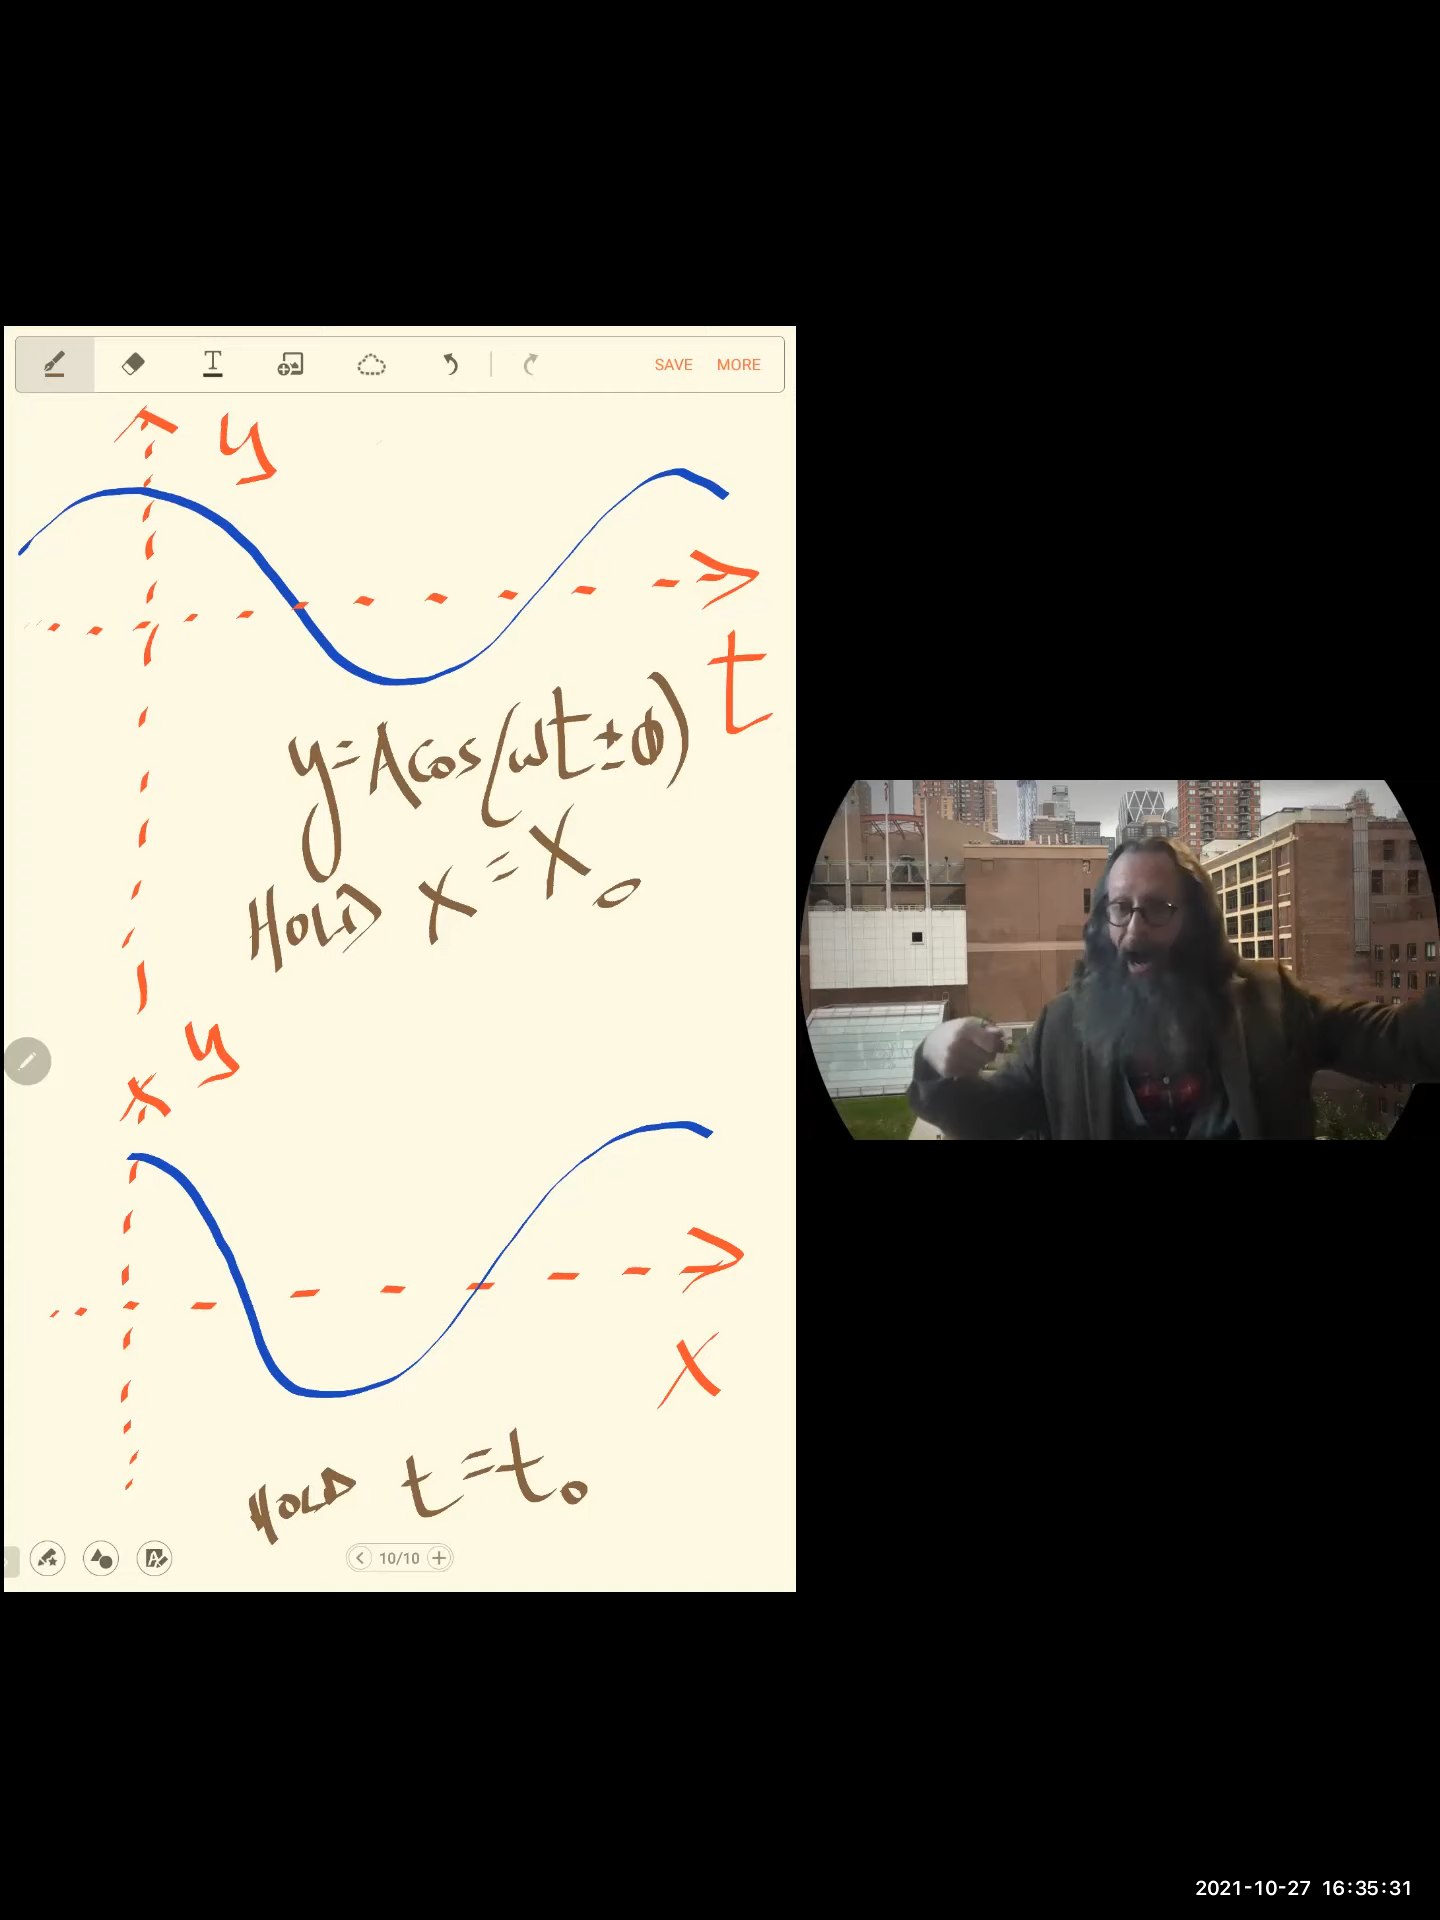 T SAVE MORE
y
t
y=Acos(ωt±ϕ)
HOLD x=x₀
y
x
HOLD t=t₀
10/10
2021-10-27 16:35:31